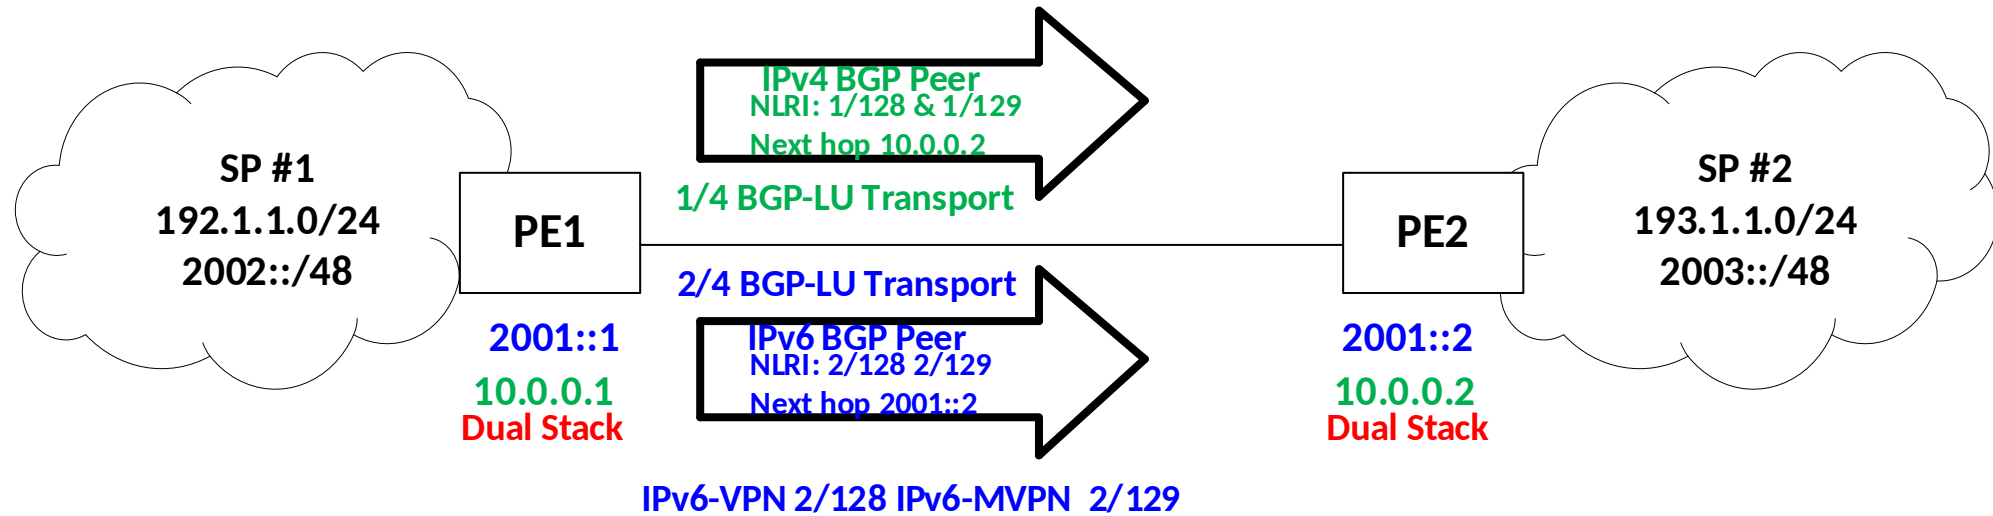 IPv4 BGP Peer
NLRI: 1/128 & 1/129
Next hop 10.0.0.2
SP #1
192.1.1.0/24
2002::/48
PE1
1/4 BGP-LU Transport
PE2
SP #2
193.1.1.0/24
2003::/48
2/4 BGP-LU Transport
IPv6 BGP Peer
NLRI: 2/128 2/129
Next hop 2001::2
2001::1
10.0.0.1
Dual Stack
2001::2
10.0.0.2
Dual Stack
IPv6-VPN 2/128 IPv6-MVPN 2/129